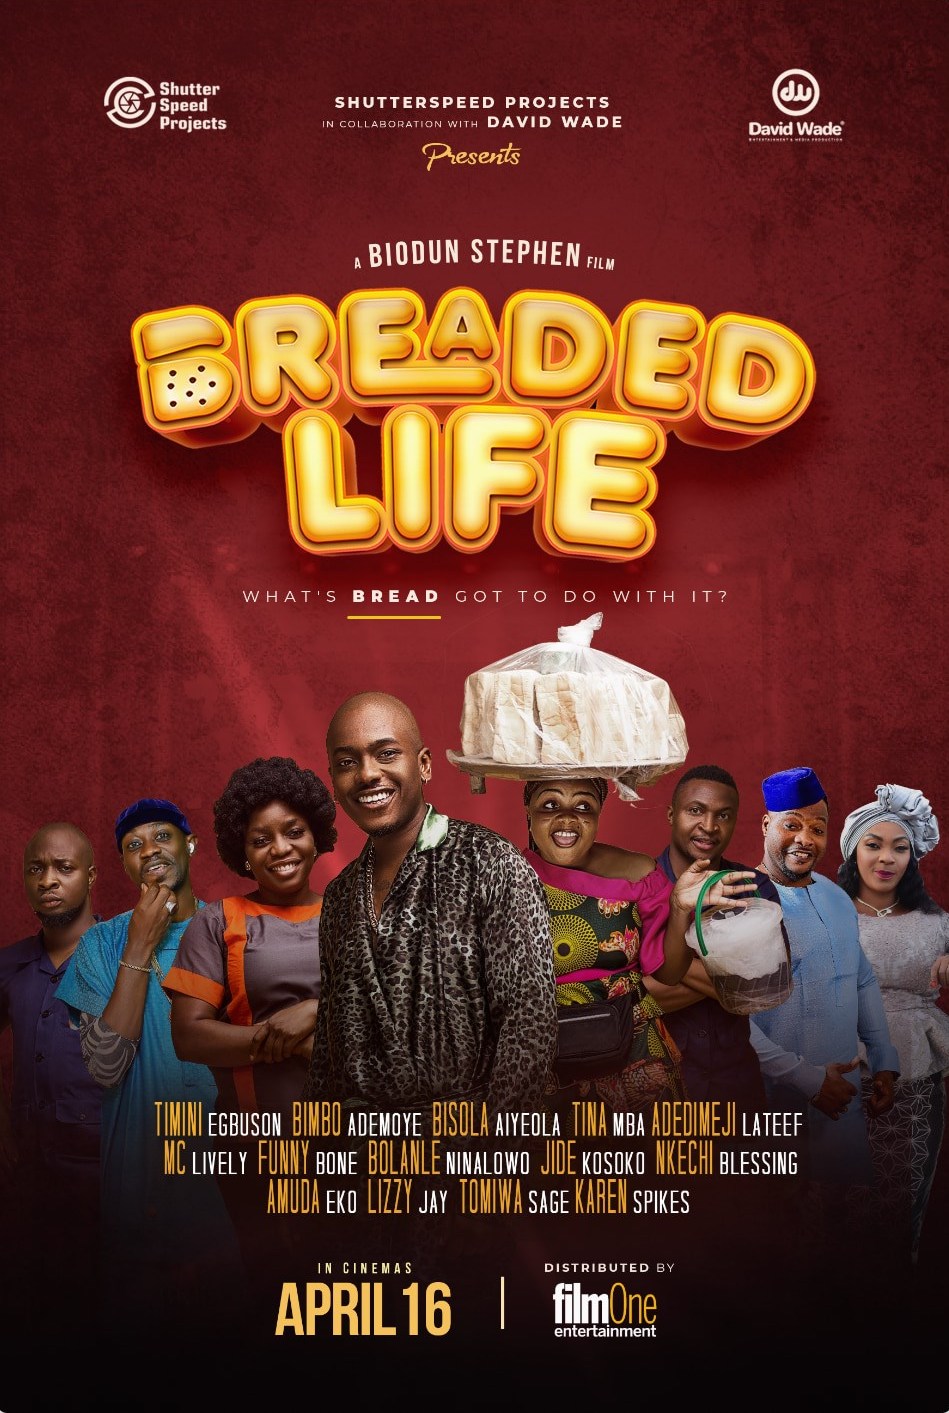 Shutter
Speed
Projects
SHUTTERSPEED PROJECTS
IN COLLABORATION WITH DAVID WADE
Presents
David Wade®
ENTERTAINMENT & MEDIA PRODUCTION
A BIODUN STEPHEN FILM
BREADED
LIFE
WHAT'S BREAD GOT TO DO WITH IT?
TIMINI EGBUSON BIMBO ADEMOYE BISOLA AIYEOLA TINA MBA ADEDIMEJI LATEEF
MC LIVELY FUNNY BONE BOLANLE NINALOWO JIDE KOSOKO NKECHI BLESSING
AMUDA EKO LIZZY JAY TOMIWA SAGE KAREN SPIKES
IN CINEMAS
APRIL 16
DISTRIBUTED BY
filmOne
entertainment